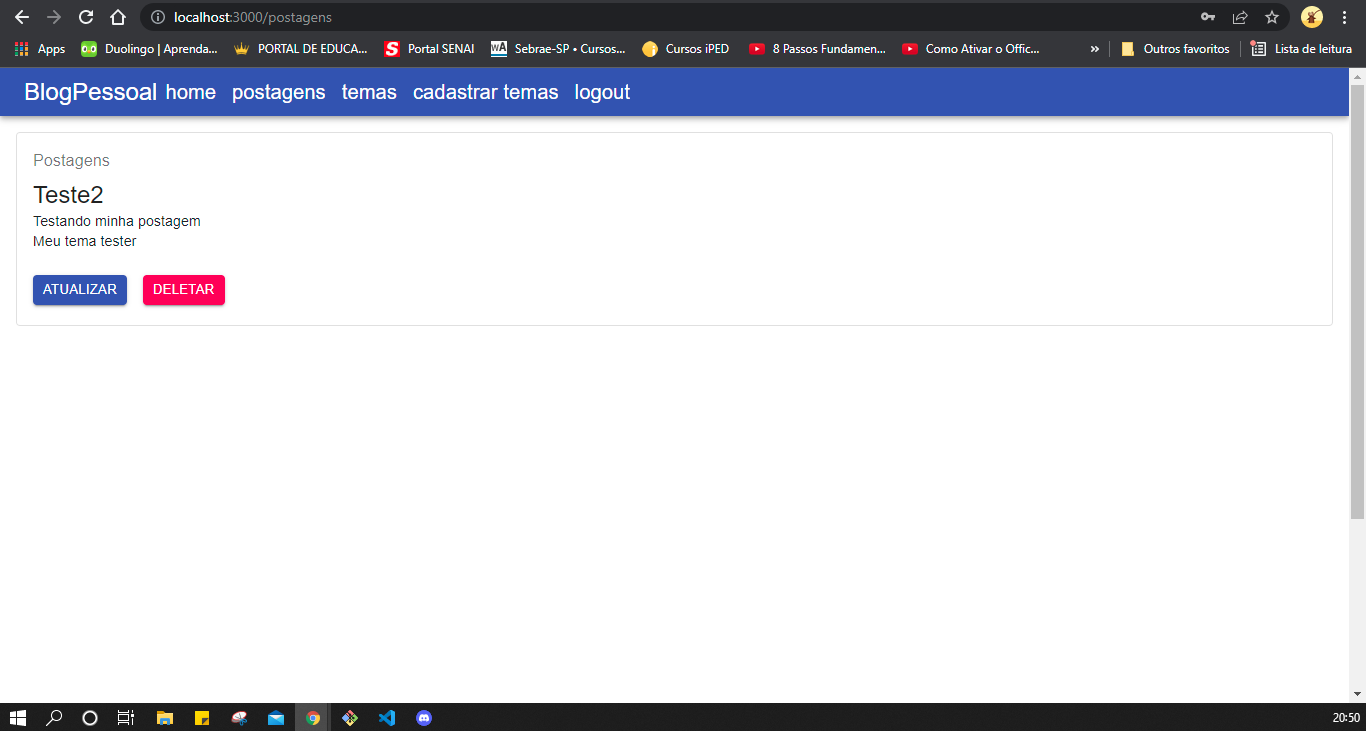 localhost:3000/postagens
Apps Duolingo | Aprenda... PORTAL DE EDUCA... S Portal SENAI wA Sebrae-SP • Cursos... Cursos iPED 8 Passos Fundamen... Como Ativar o Offic... » Outros favoritos Lista de leitura
BlogPessoal home postagens temas cadastrar temas logout
Postagens
Teste2
Testando minha postagem
Meu tema tester
ATUALIZAR DELETAR
20:50